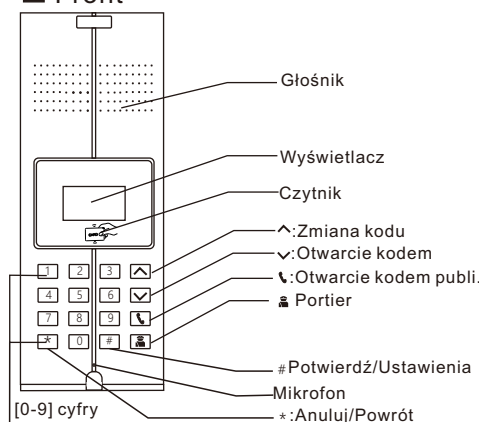 Front
Głośnik
Wyświetlacz
Czytnik
^:Zmiana kodu
1 2 3
⌵:Otwarcie kodem
4 5 6
:Otwarcie kodem publi.
7 8 9
Portier
* 0 #
#Potwierdź/Ustawienia
Mikrofon
[0-9] cyfry
*:Anuluj/Powrót